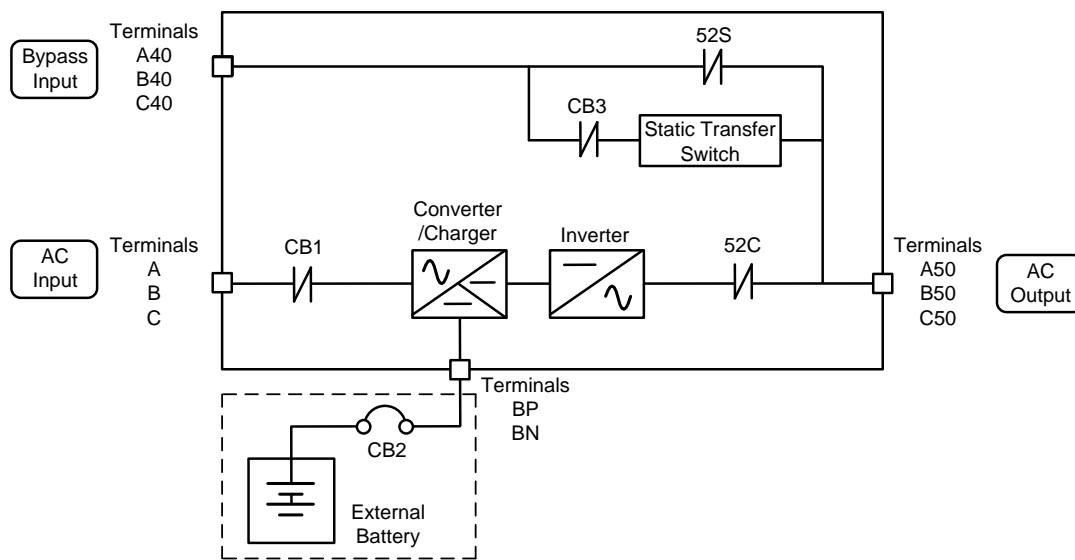 Bypass
Input
Terminals
A40
B40
C40
52S
CB3
Static Transfer
Switch
AC
Input
Terminals
A
B
C
CB1
Converter
/Charger
Inverter
52C
Terminals
A50
B50
C50
AC
Output
Terminals
BP
BN
CB2
External
Battery